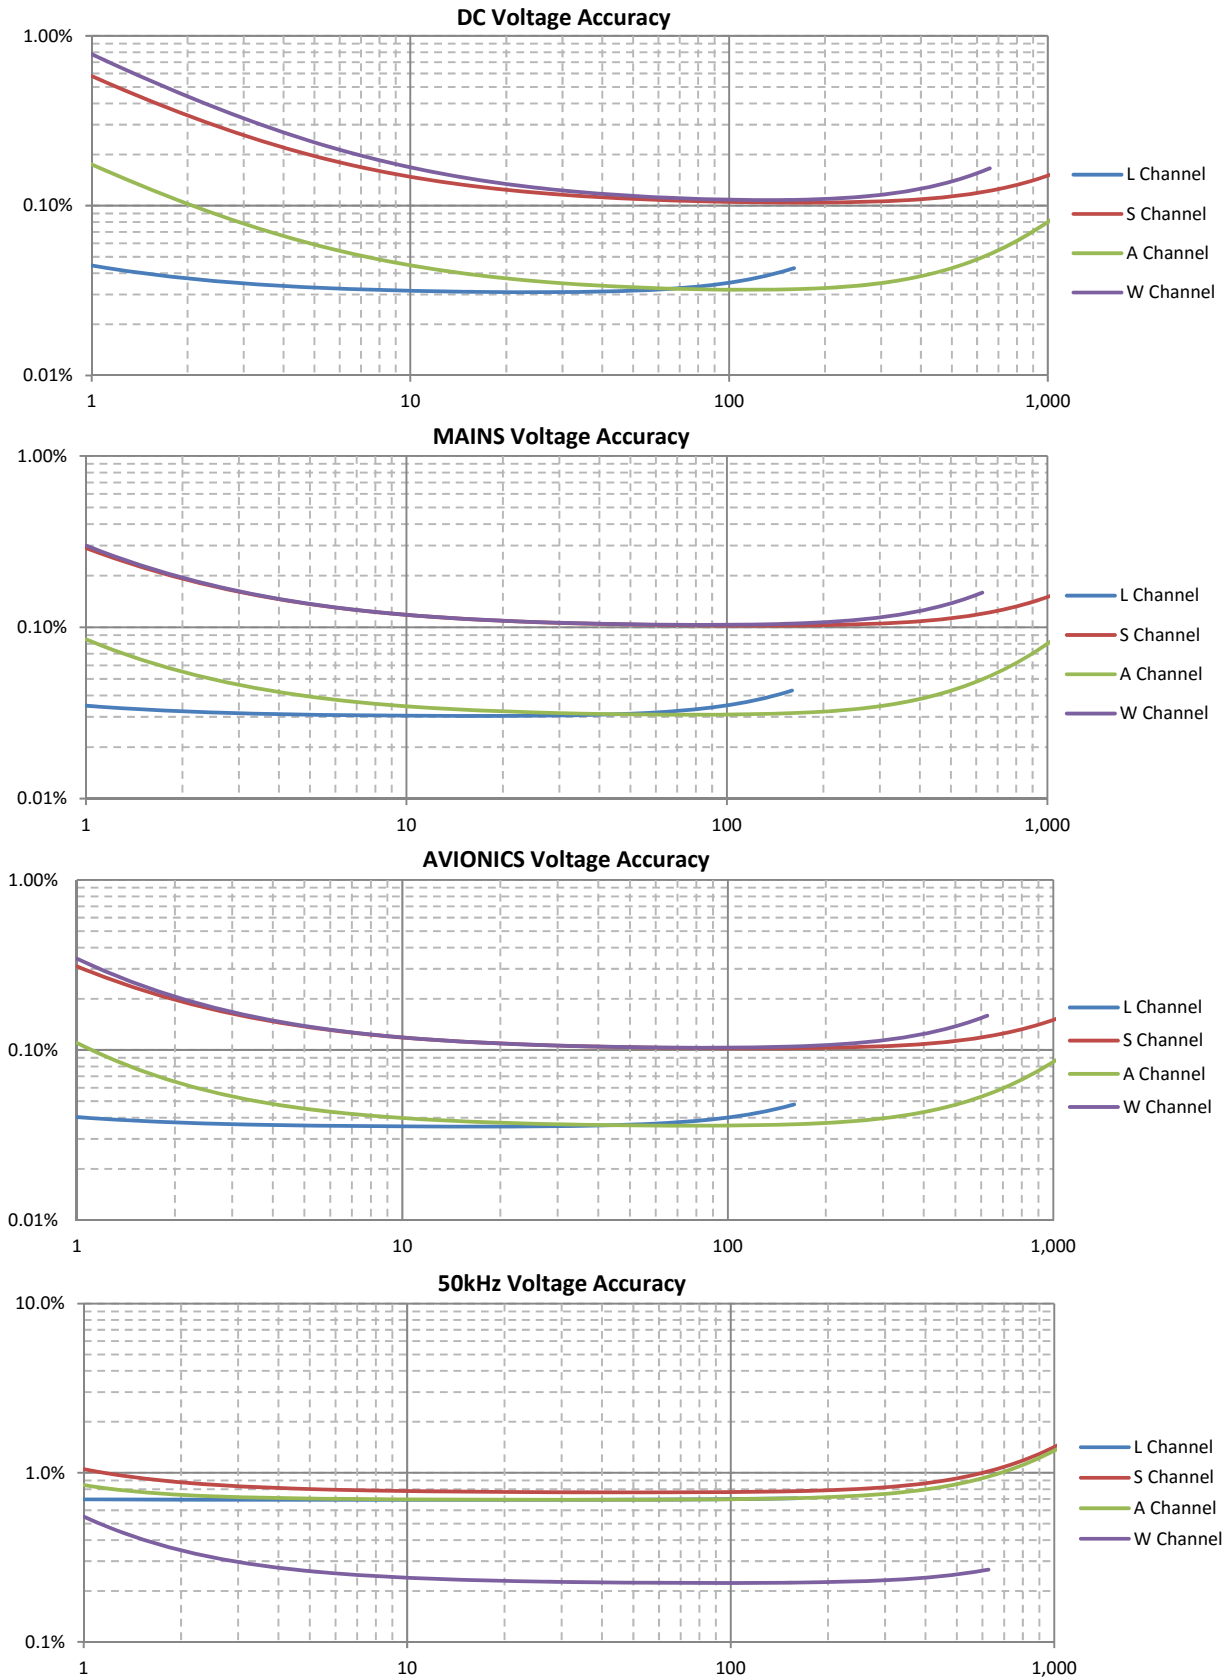 DC Voltage Accuracy
1.00%
0.10%
0.01%
1 10 100 1,000
L Channel
S Channel
A Channel
W Channel
MAINS Voltage Accuracy
1.00%
0.10%
0.01%
1 10 100 1,000
L Channel
S Channel
A Channel
W Channel
AVIONICS Voltage Accuracy
1.00%
0.10%
0.01%
1 10 100 1,000
L Channel
S Channel
A Channel
W Channel
50kHz Voltage Accuracy
10.0%
1.0%
0.1%
1 10 100 1,000
L Channel
S Channel
A Channel
W Channel